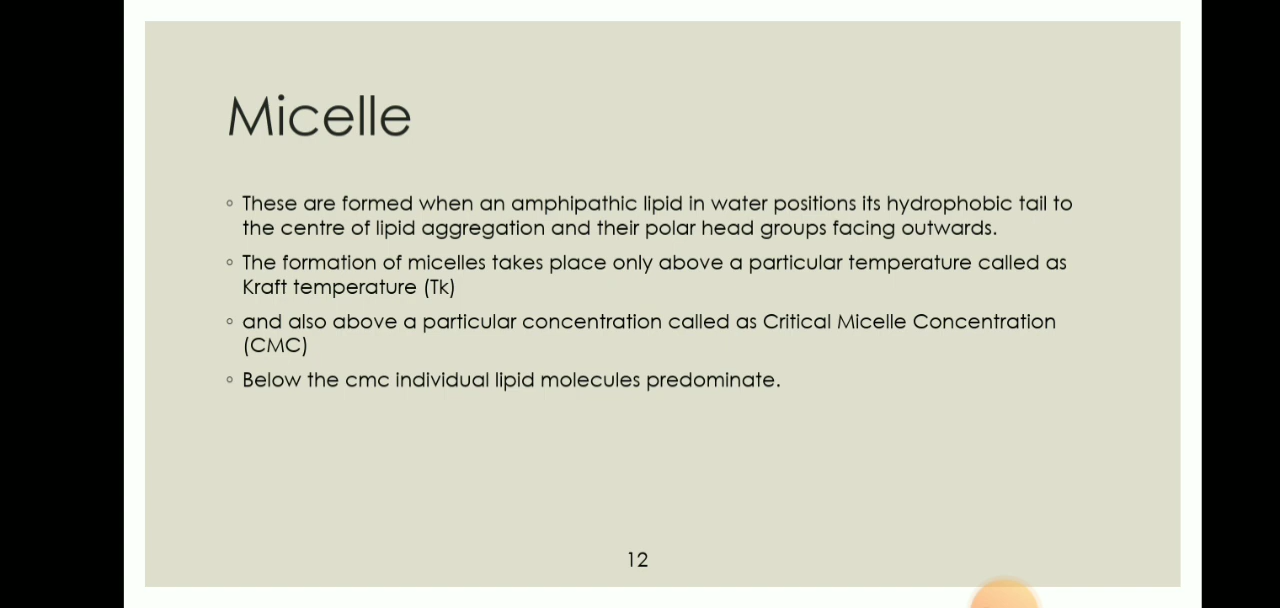 Micelle
◦ These are formed when an amphipathic lipid in water positions its hydrophobic tail to
the centre of lipid aggregation and their polar head groups facing outwards.
◦ The formation of micelles takes place only above a particular temperature called as
Kraft temperature (Tk)
◦ and also above a particular concentration called as Critical Micelle Concentration
(CMC)
◦ Below the cmc individual lipid molecules predominate.
12